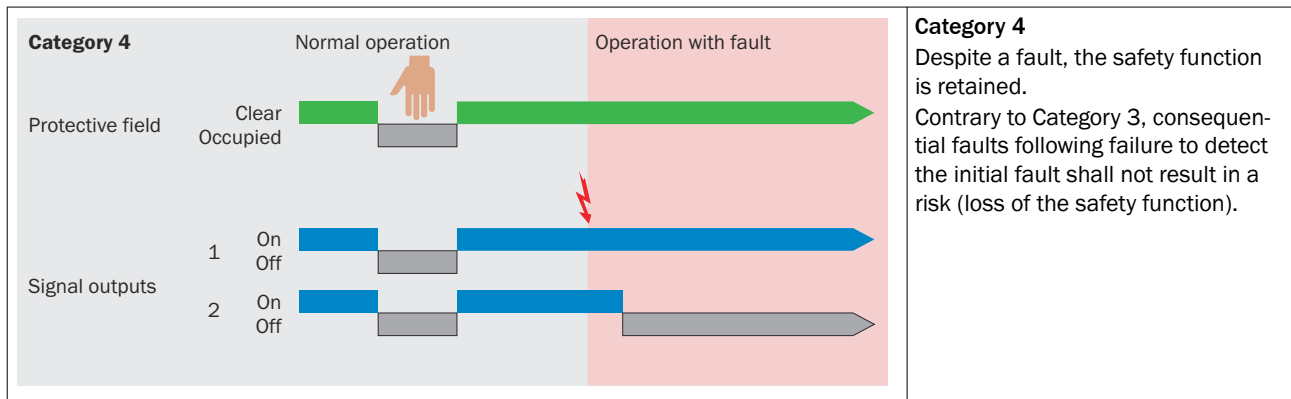 Category 4
Normal operation
Operation with fault
Protective field
Clear
Occupied
Signal outputs
1
On
Off
2
On
Off
Category 4
Despite a fault, the safety function
is retained.
Contrary to Category 3, consequen-
tial faults following failure to detect
the initial fault shall not result in a
risk (loss of the safety function).